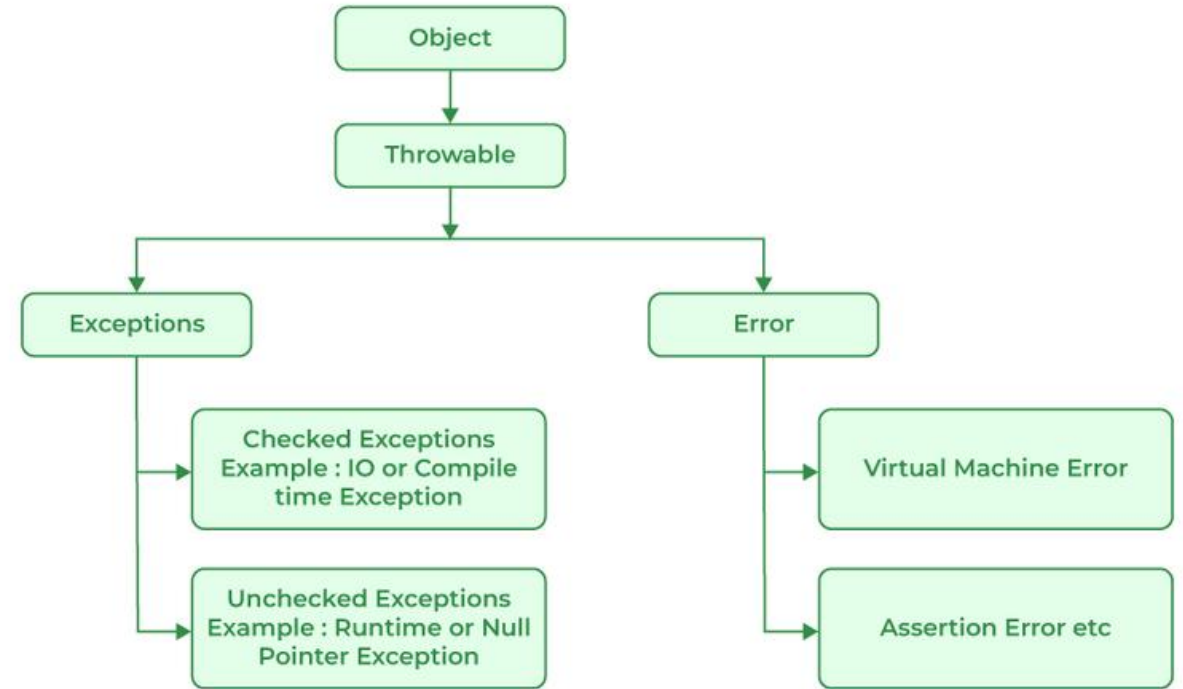 Object
Throwable
Exceptions
Error
Checked Exceptions
Example : IO or Compile
time Exception
Virtual Machine Error
Unchecked Exceptions
Example : Runtime or Null
Pointer Exception
Assertion Error etc